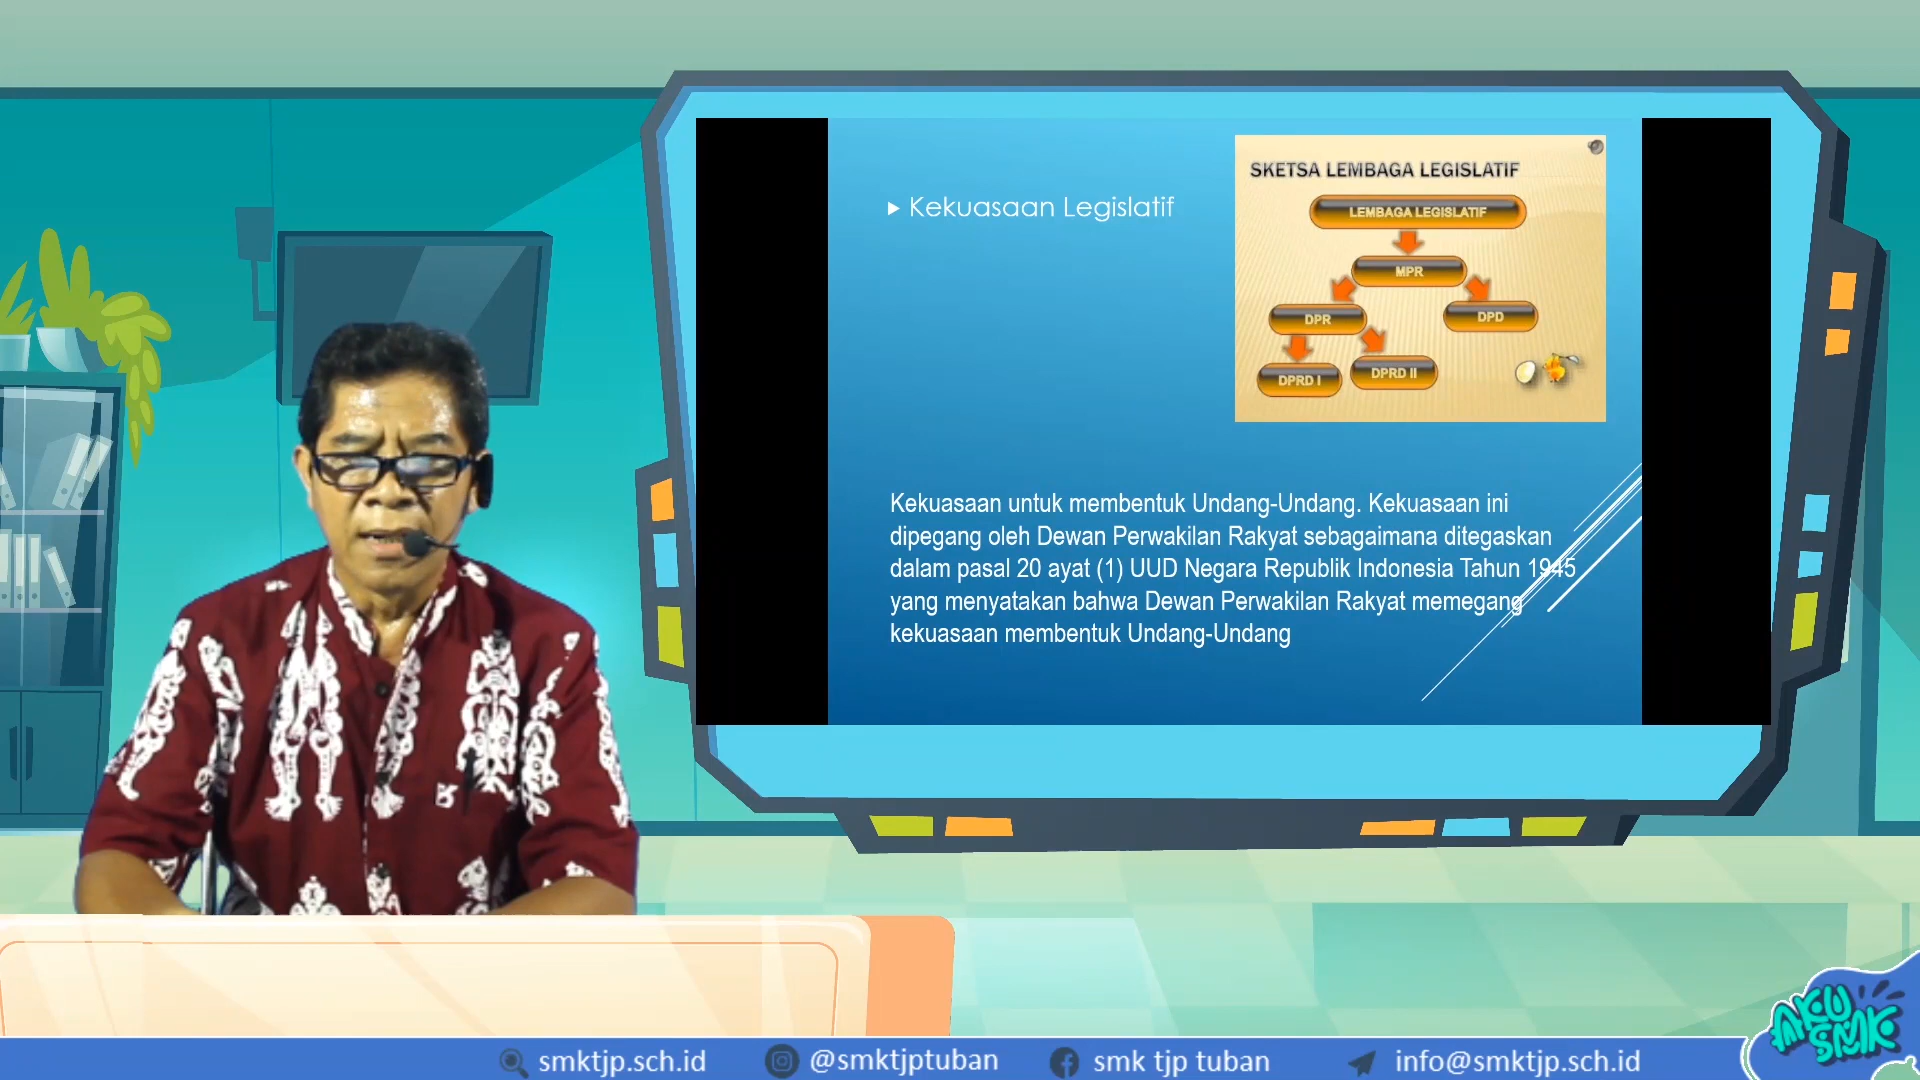 Kekuasaan Legislatif
SKETSA LEMBAGA LEGISLATIF
LEMBAGA LEGISLATIF
MPR
DPR
DPD
DPRD I
DPRD II
Kekuasaan untuk membentuk Undang-Undang. Kekuasaan ini
dipegang oleh Dewan Perwakilan Rakyat sebagaimana ditegaskan
dalam pasal 20 ayat (1) UUD Negara Republik Indonesia Tahun 1945
yang menyatakan bahwa Dewan Perwakilan Rakyat memegang
kekuasaan membentuk Undang-Undang
smktjp.sch.id
@smktjptuban
smk tjp tuban
info@smktjp.sch.id
AKU
SMK